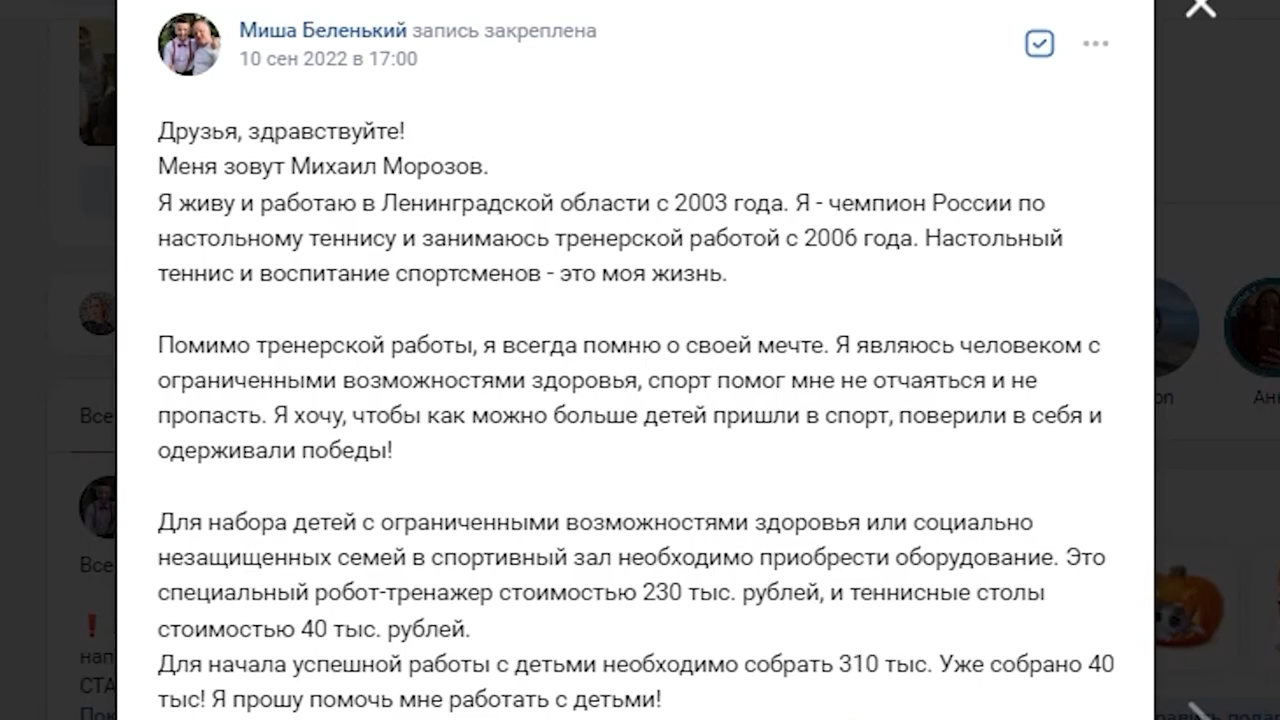 Миша Беленький запись закреплена
10 сен 2022 в 17:00
Друзья, здравствуйте!
Меня зовут Михаил Морозов.
Я живу и работаю в Ленинградской области с 2003 года. Я - чемпион России по
настольному теннису и занимаюсь тренерской работой с 2006 года. Настольный
теннис и воспитание спортсменов - это моя жизнь.
Помимо тренерской работы, я всегда помню о своей мечте. Я являюсь человеком с
ограниченными возможностями здоровья, спорт помог мне не отчаяться и не
пропасть. Я хочу, чтобы как можно больше детей пришли в спорт, поверили в себя и
одерживали победы!
Для набора детей с ограниченными возможностями здоровья или социально
незащищенных семей в спортивный зал необходимо приобрести оборудование. Это
специальный робот-тренажер стоимостью 230 тыс. рублей, и теннисные столы
стоимостью 40 тыс. рублей.
Для начала успешной работы с детьми необходимо собрать 310 тыс. Уже собрано 40
тыс! Я прошу помочь мне работать с детьми!
Все
Все